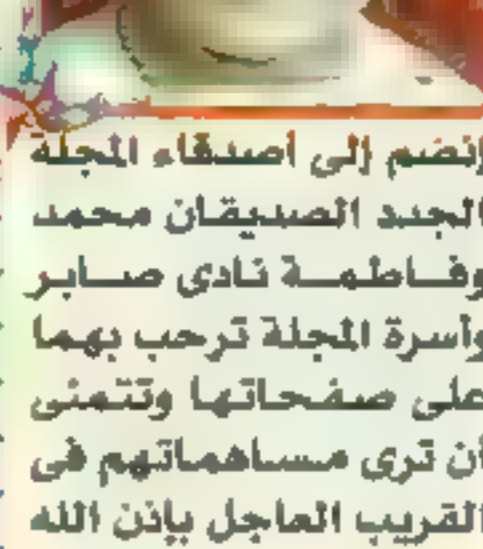 إنضم إلى أصدقاء المجلة
الجدد الصديقان محمد
وفاطمة نادى صابر
وأسرة المجلة ترحب بهما
على صفحاتها وتتمنى
أن ترى مساهماتهم فى
القريب العاجل بإذن الله